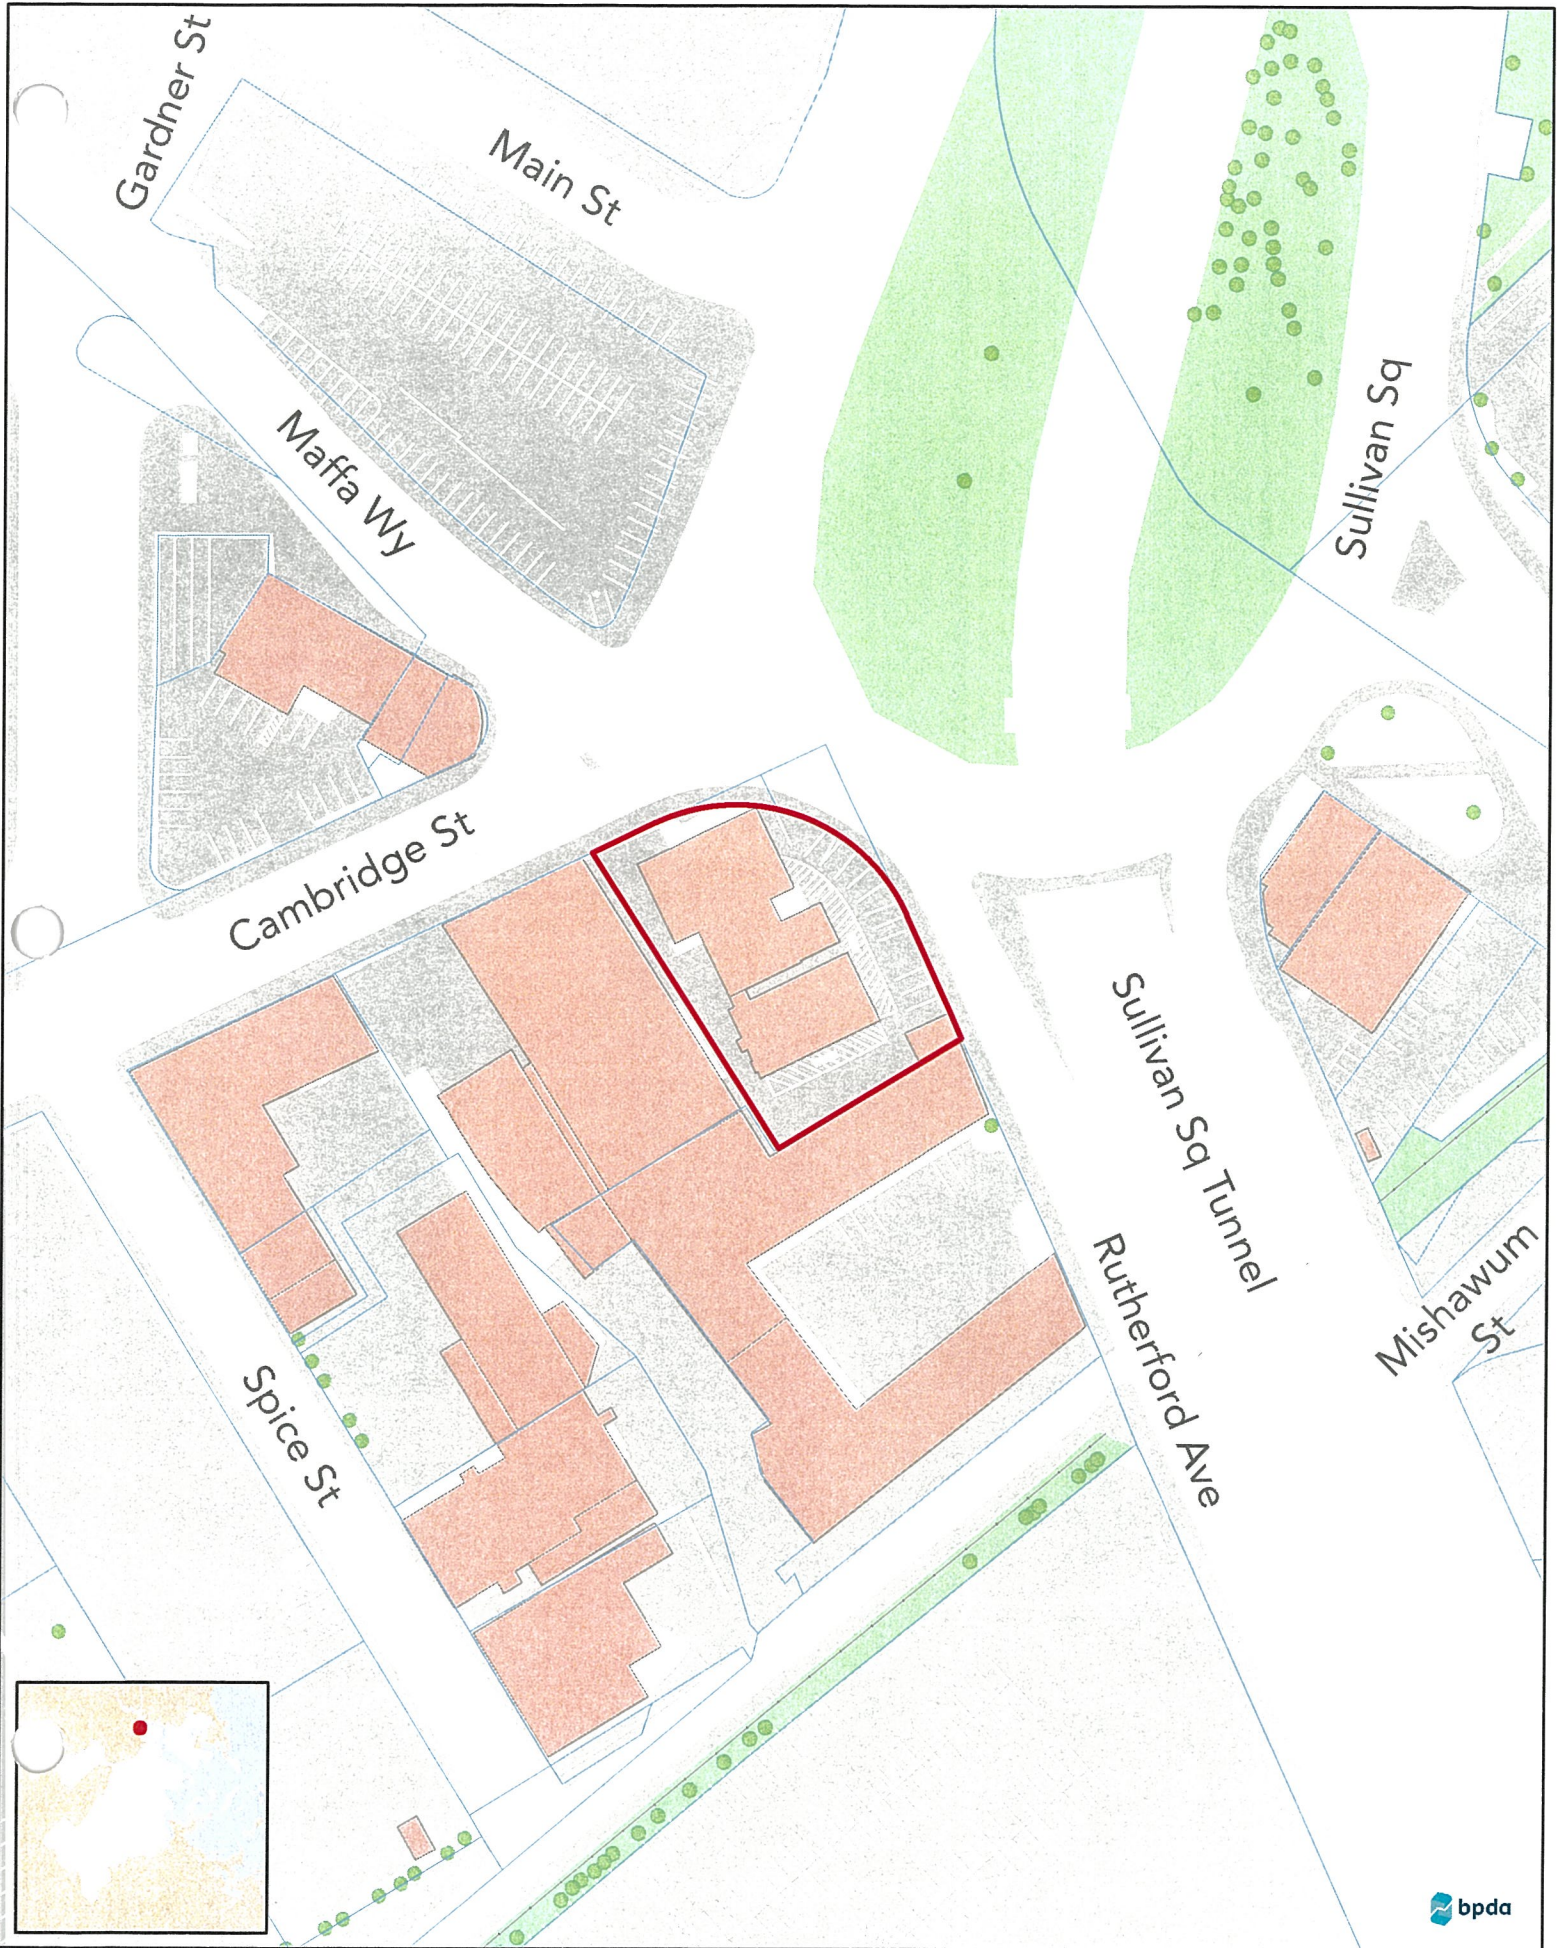 Gardner St
Main St
Maffa Wy
Sullivan Sq
Cambridge St
Sullivan Sq Tunnel
Rutherford Ave
Mishawum
St
Spice St
bpda